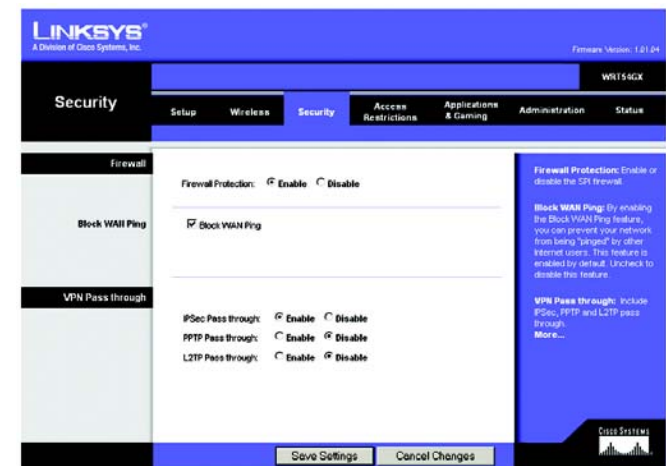 LINKSYS®
A Division of Cisco Systems, Inc.
Firmware Version: 1.01.04
WRT54GX
Security
Setup Wireless Security Access Restrictions Applications & Gaming Administration Status
Firewall
Firewall Protection: Enable Disable
Block WAN Ping
Block WAN Ping
VPN Pass through
IPSec Pass through: Enable Disable
PPTP Pass through: Enable Disable
L2TP Pass through: Enable Disable
Firewall Protection: Enable or
disable the SPI firewall.
Block WAN Ping: By enabling
the Block WAN Ping feature,
you can prevent your network
from being "pinged" by other
Internet users. This feature is
enabled by default. Uncheck to
disable this feature.
VPN Pass through: Include
IPSec, PPTP and L2TP pass
through.
More...
CISCO SYSTEMS
Save Settings Cancel Changes